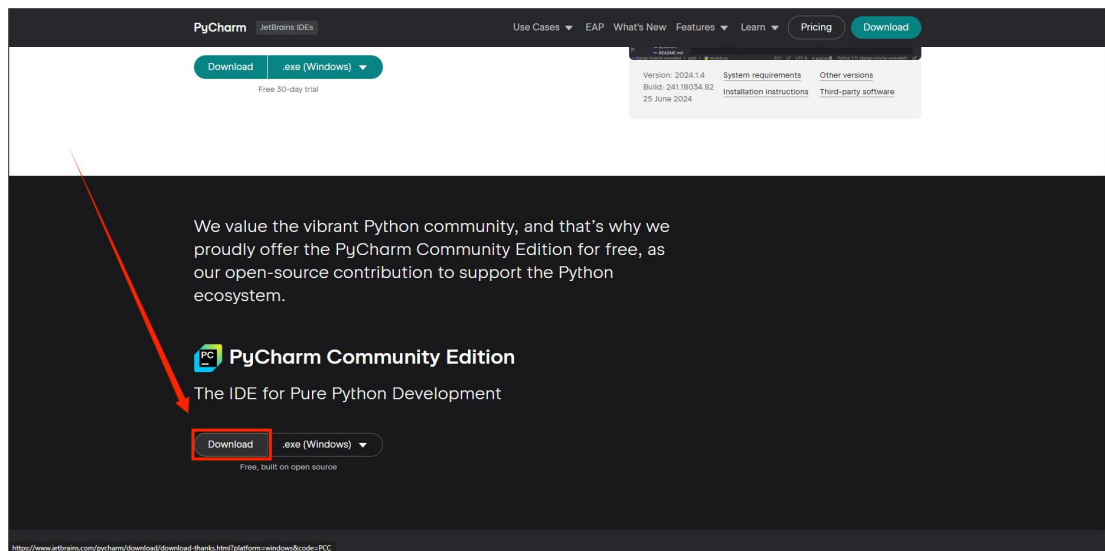 PyCharm JetBrains IDEs Use Cases EAP What's New Features Learn Pricing Download
Download .exe (Windows)
Free 30-day trial
Version: 2024.1.4 System requirements Other versions
Build: 241.18034.82 Installation instructions Third-party software
25 June 2024
We value the vibrant Python community, and that's why we
proudly offer the PyCharm Community Edition for free, as
our open-source contribution to support the Python
ecosystem.
PC PyCharm Community Edition
The IDE for Pure Python Development
Download .exe (Windows)
Free, built on open source
https://www.jetbrains.com/pycharm/download/download-thanks.html?platform=windows&code=PCC